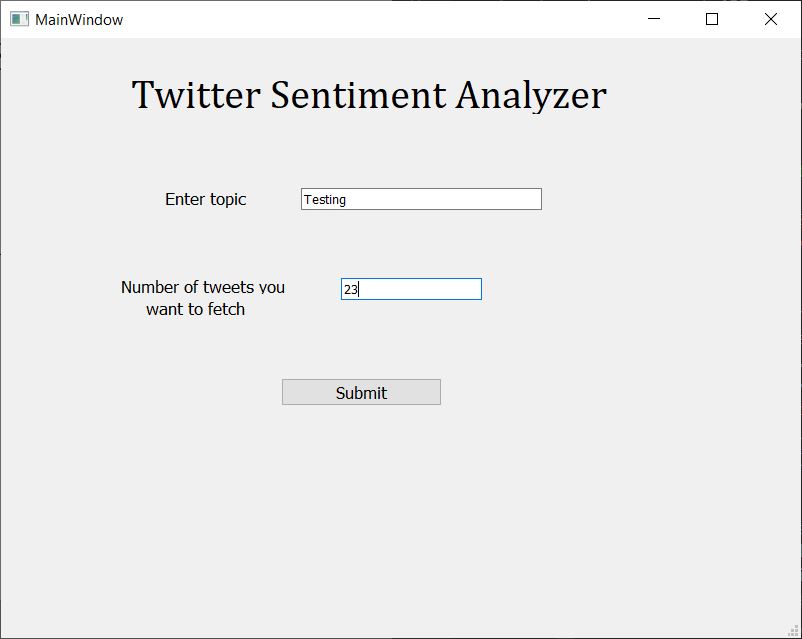 MainWindow
Twitter Sentiment Analyzer
Enter topic
Testing
Number of tweets you
want to fetch
23
Submit